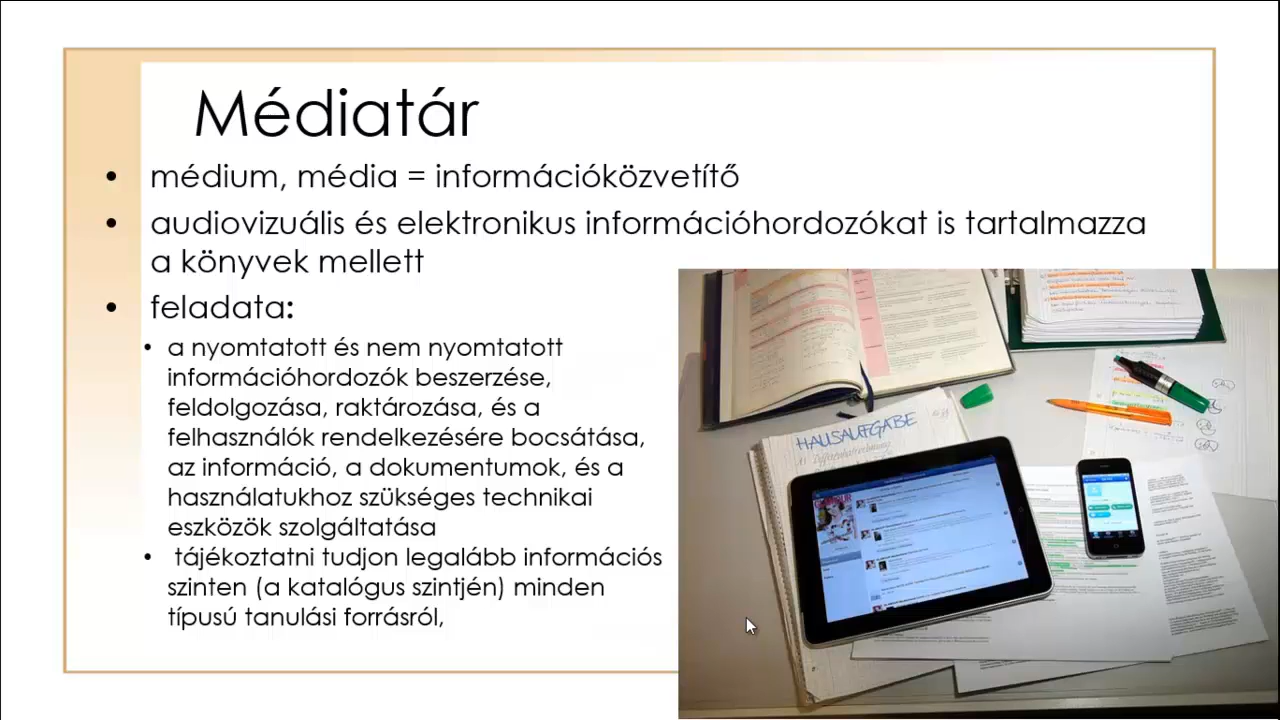 Médiatár
• médium, média = információközvetítő
• audiovizuális és elektronikus információhordozókat is tartalmazza
a könyvek mellett
• feladata:
• a nyomtatott és nem nyomtatott
információhordozók beszerzése,
feldolgozása, raktározása, és a
felhasználók rendelkezésére bocsátása,
az információ, a dokumentumok, és a
használatukhoz szükséges technikai
eszközök szolgáltatása
• tájékoztatni tudjon legalább információs
szinten (a katalógus szintjén) minden
típusú tanulási forrásról,
HAUSAUFGABE